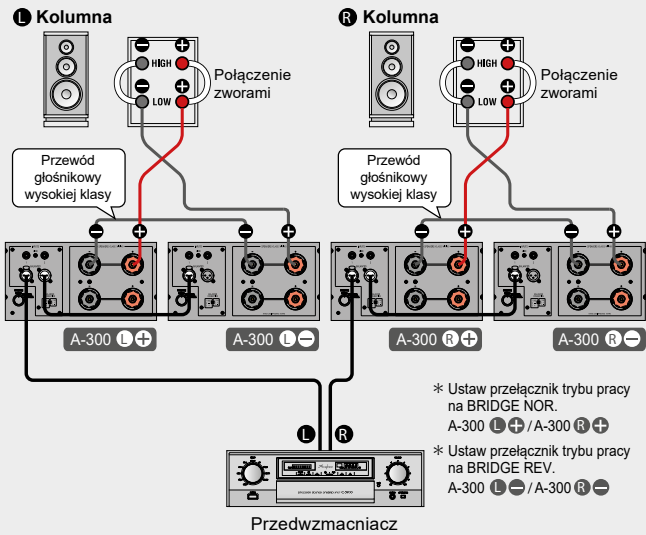 L Kolumna
R Kolumna
HIGH
LOW
Połączenie
zworami
HIGH
LOW
Połączenie
zworami
Przewód
głośnikowy
wysokiej klasy
Przewód
głośnikowy
wysokiej klasy
A-300 L +
A-300 L −
A-300 R +
A-300 R −
L
R
* Ustaw przełącznik trybu pracy
na BRIDGE NOR.
A-300 L + / A-300 R +
* Ustaw przełącznik trybu pracy
na BRIDGE REV.
A-300 L − / A-300 R −
Przedwzmacniacz